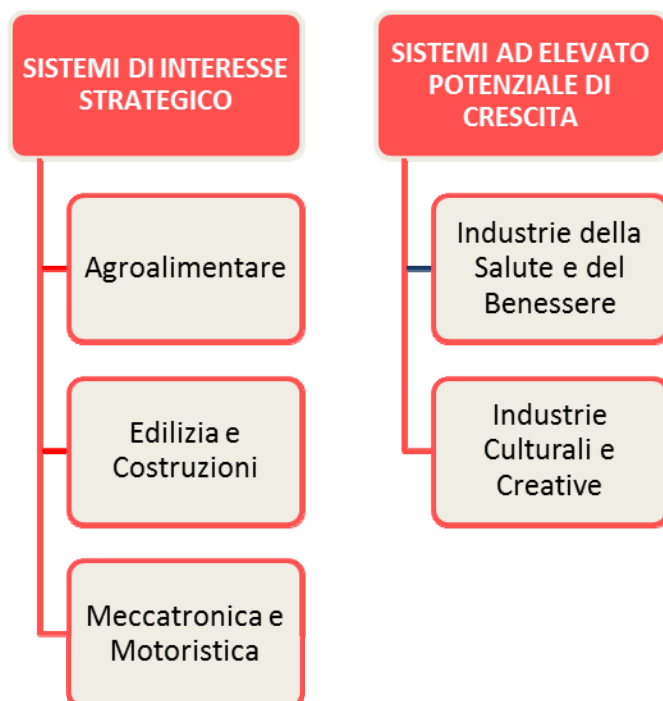 SISTEMI DI INTERESSE
STRATEGICO
Agroalimentare
Edilizia e
Costruzioni
Meccatronica e
Motoristica
SISTEMI AD ELEVATO
POTENZIALE DI
CRESCITA
Industrie della
Salute e del
Benessere
Industrie
Culturali e
Creative